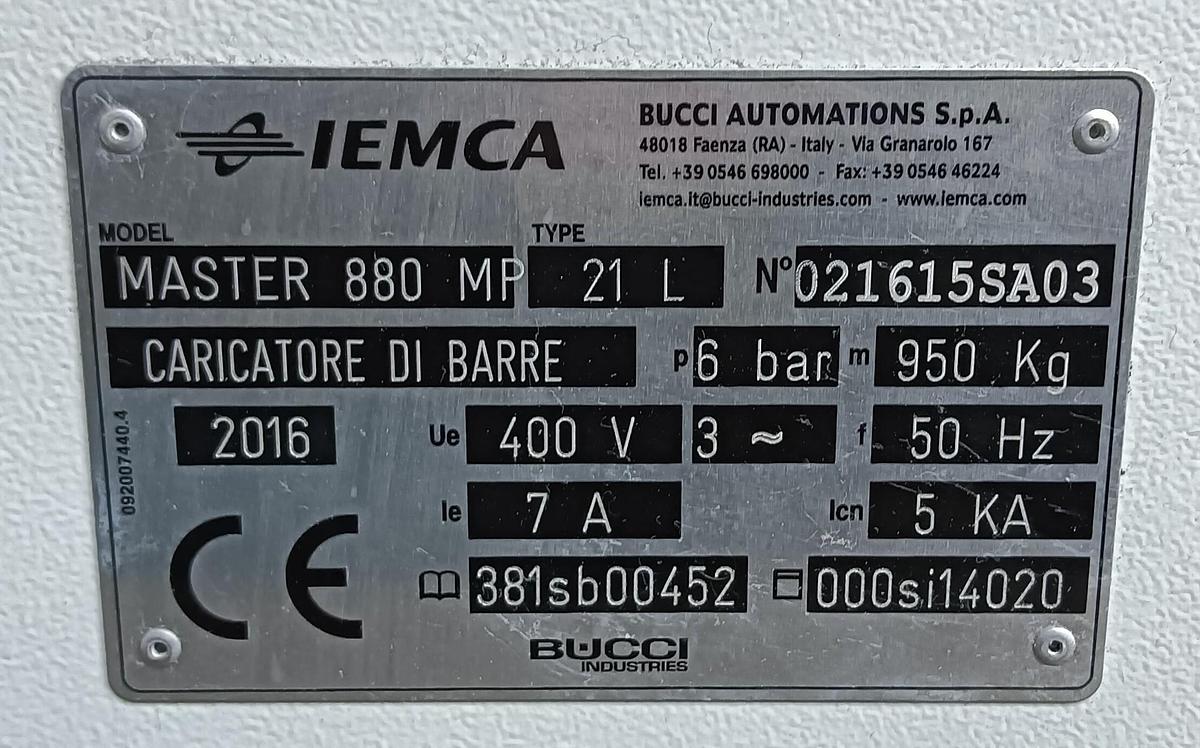 IEMCA
BUCCI AUTOMATIONS S.p.A.
48018 Faenza (RA) - Italy - Via Granarolo 167
Tel. +39 0546 698000 - Fax: +39 0546 46224
iemca.it@bucci-industries.com - www.iemca.com
MODEL TYPE
MASTER 880 MP 21 L N° 021615SA03
CARICATORE DI BARRE p 6 bar m 950 Kg
2016 Ue 400 V 3 ~ f 50 Hz
Ie 7 A Icn 5 KA
092007440.4
CE
381sb00452 000si14020
BUCCI
INDUSTRIES